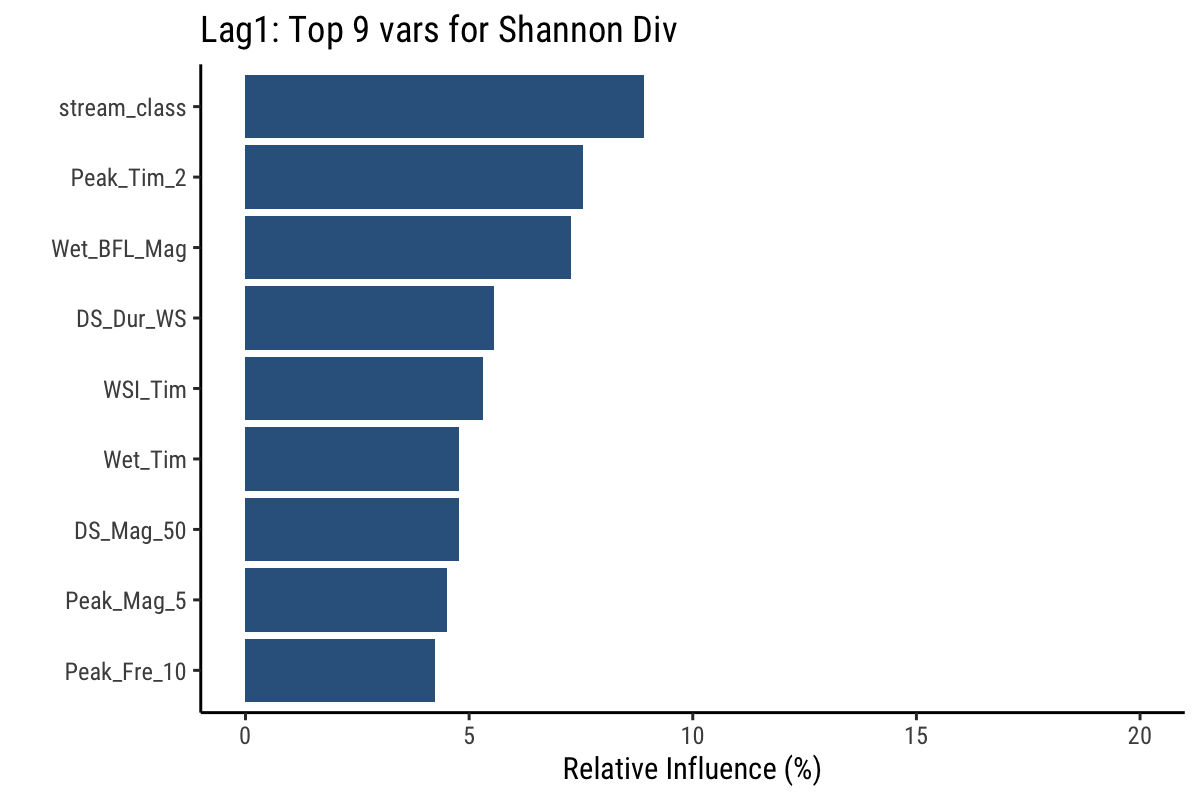 Lag1: Top 9 vars for Shannon Div
stream_class
Peak_Tim_2
Wet_BFL_Mag
DS_Dur_WS
WSI_Tim
Wet_Tim
DS_Mag_50
Peak_Mag_5
Peak_Fre_10
0 5 10 15 20
Relative Influence (%)